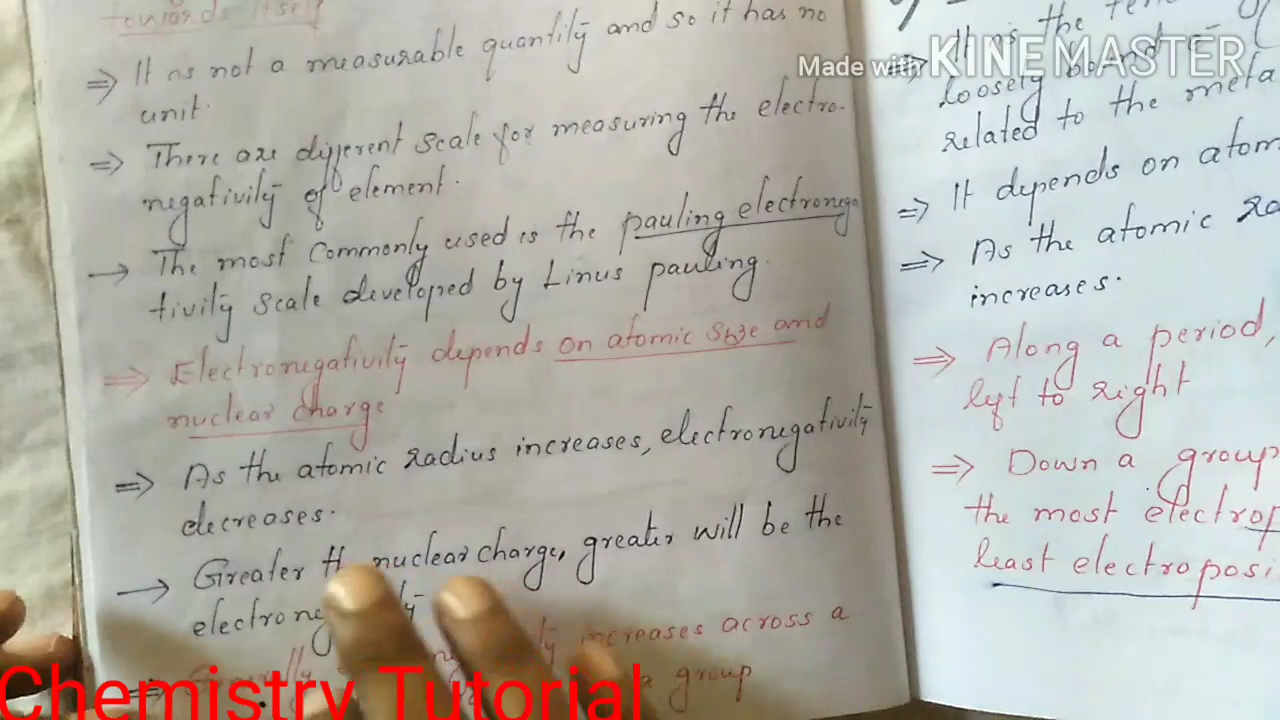 towards itself
⇒ It is not a measurable quantity and so it has no
unit.
⇒ There are different scale for measuring the electro-
negativity of element.
→ The most commonly used is the pauling electronega
tivity scale developed by Linus pauling.
⇒ Electronegativity depends on atomic size and
nuclear charge
⇒ As the atomic radius increases, electronegativity
decreases.
→ Greater nuclear charge, greater will be the
increases across a
group
Made with KINEMASTER
⇒ It is the
loosely bound e⁻
related to the meta
⇒ It depends on atom
⇒ As the atomic ra
increases.
⇒ Along a period,
left to right
⇒ Down a group
the most electrop
least electroposi
Chemistry Tutorial